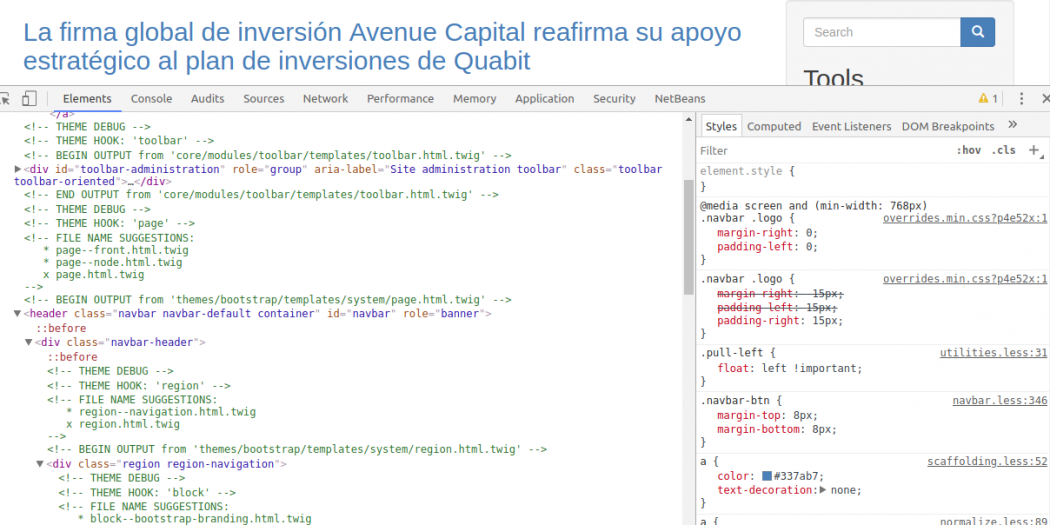 La firma global de inversión Avenue Capital reafirma su apoyo
estratégico al plan de inversiones de Quabit
Search
Tools
Elements Console Audits Sources Network Performance Memory Application Security NetBeans 1
</a>
<!-- THEME DEBUG -->
<!-- THEME HOOK: 'toolbar' -->
<!-- BEGIN OUTPUT from 'core/modules/toolbar/templates/toolbar.html.twig' -->
<div id="toolbar-administration" role="group" aria-label="Site administration toolbar" class="toolbar
toolbar-oriented">…</div>
<!-- END OUTPUT from 'core/modules/toolbar/templates/toolbar.html.twig' -->
<!-- THEME DEBUG -->
<!-- THEME HOOK: 'page' -->
<!-- FILE NAME SUGGESTIONS:
* page--front.html.twig
* page--node.html.twig
x page.html.twig
-->
<!-- BEGIN OUTPUT from 'themes/bootstrap/templates/system/page.html.twig' -->
<header class="navbar navbar-default container" id="navbar" role="banner">
::before
<div class="navbar-header">
::before
<!-- THEME DEBUG -->
<!-- THEME HOOK: 'region' -->
<!-- FILE NAME SUGGESTIONS:
* region--navigation.html.twig
x region.html.twig
-->
<!-- BEGIN OUTPUT from 'themes/bootstrap/templates/system/region.html.twig' -->
<div class="region region-navigation">
<!-- THEME DEBUG -->
<!-- THEME HOOK: 'block' -->
<!-- FILE NAME SUGGESTIONS:
* block--bootstrap-branding.html.twig
Styles Computed Event Listeners DOM Breakpoints »
Filter :hov .cls +
element.style {
}
@media screen and (min-width: 768px)
.navbar .logo { overrides.min.css?p4e52x:1
margin-right: 0;
padding-left: 0;
}
.navbar .logo { overrides.min.css?p4e52x:1
margin-right: -15px;
padding-left: 15px;
padding-right: 15px;
}
.pull-left { utilities.less:31
float: left !important;
}
.navbar-btn { navbar.less:346
margin-top: 8px;
margin-bottom: 8px;
}
a { scaffolding.less:52
color: #337ab7;
text-decoration: none;
}
a { normalize.less:89